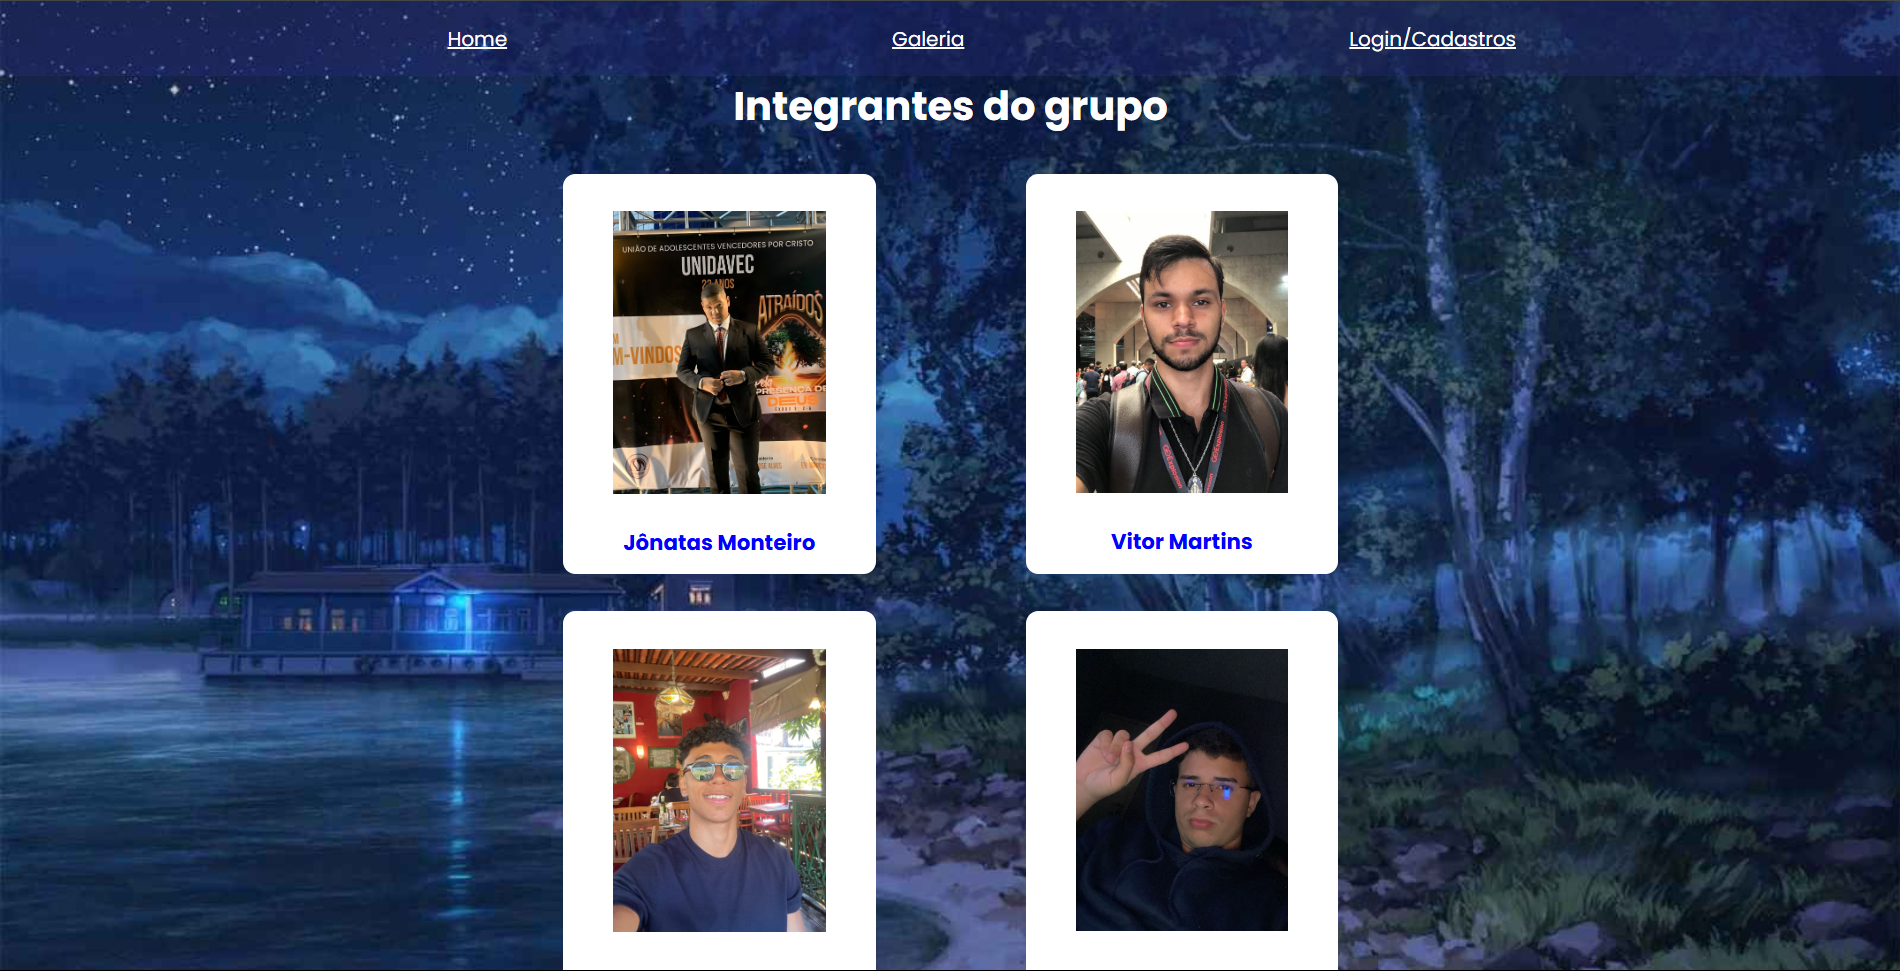 Home
Galeria
Login/Cadastros
Integrantes do grupo
UNIÃO DE ADOLESCENTES VENCEDORES POR CRISTO
UNIDAVEC
ANOS
ATRAÍDOS
M-VINDOS
PRESENÇA DE
DEUS
Jônatas Monteiro
Vitor Martins